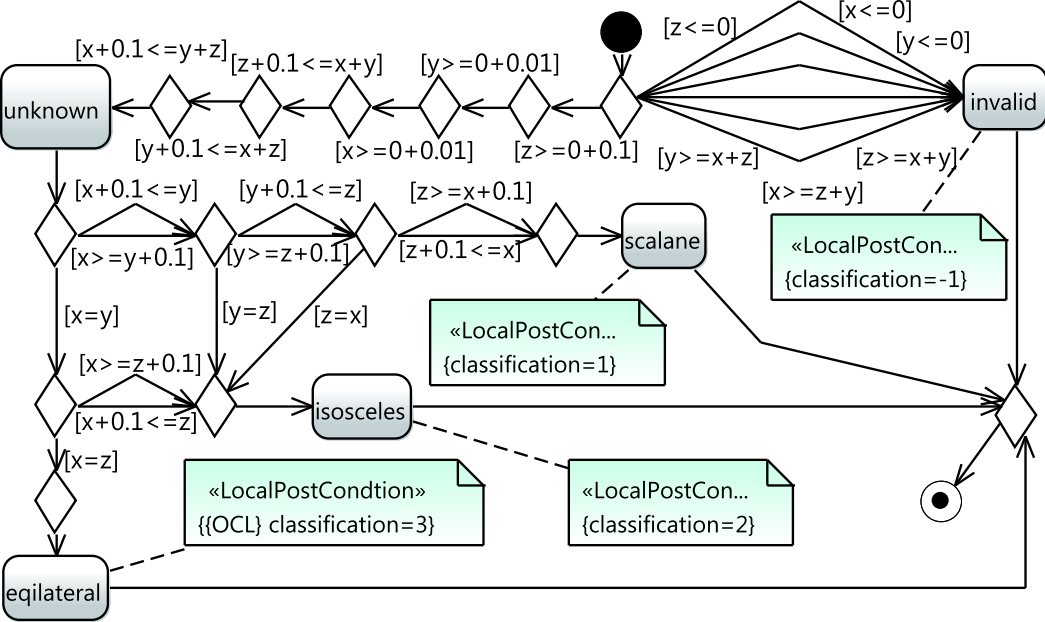 [z<=0]
[x<=0]
[y<=0]
[x+0.1<=y+z]
[z+0.1<=x+y]
[y>=0+0.01]
unknown
invalid
[y+0.1<=x+z]
[x>=0+0.01]
[z>=0+0.1]
[y>=x+z]
[z>=x+y]
[x>=z+y]
[x+0.1<=y]
[y+0.1<=z]
[z>=x+0.1]
scalane
[x>=y+0.1]
[y>=z+0.1]
[z+0.1<=x]
«LocalPostCon...
{classification=-1}
[x=y]
[y=z]
[z=x]
«LocalPostCon...
{classification=1}
[x>=z+0.1]
isosceles
[x+0.1<=z]
[x=z]
«LocalPostCondtion»
{{OCL} classification=3}
«LocalPostCon...
{classification=2}
eqilateral